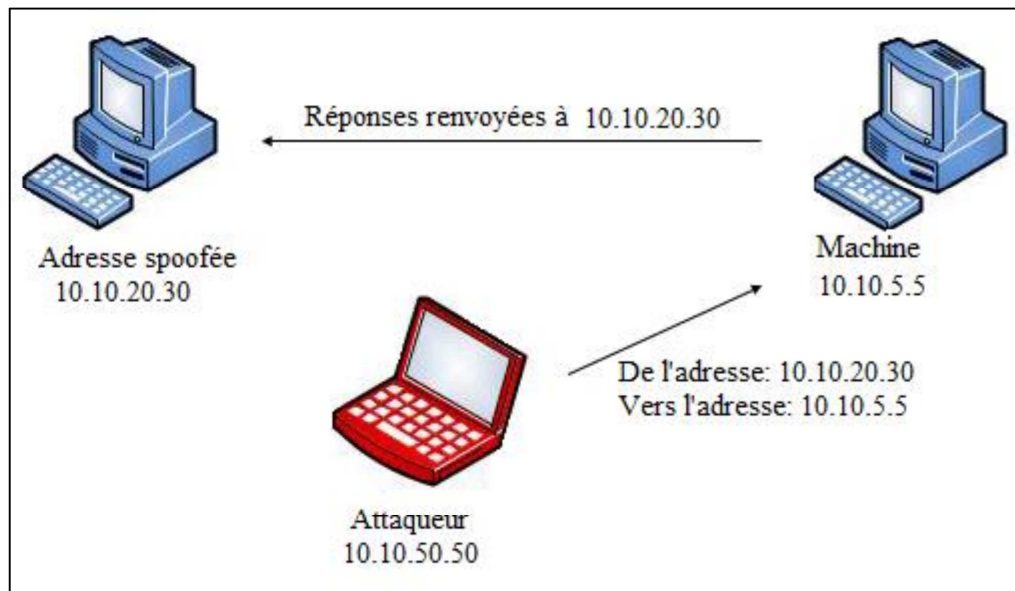 Réponses renvoyées à 10.10.20.30
Adresse spoofée
10.10.20.30
Machine
10.10.5.5
De l'adresse: 10.10.20.30
Vers l'adresse: 10.10.5.5
Attaqueur
10.10.50.50